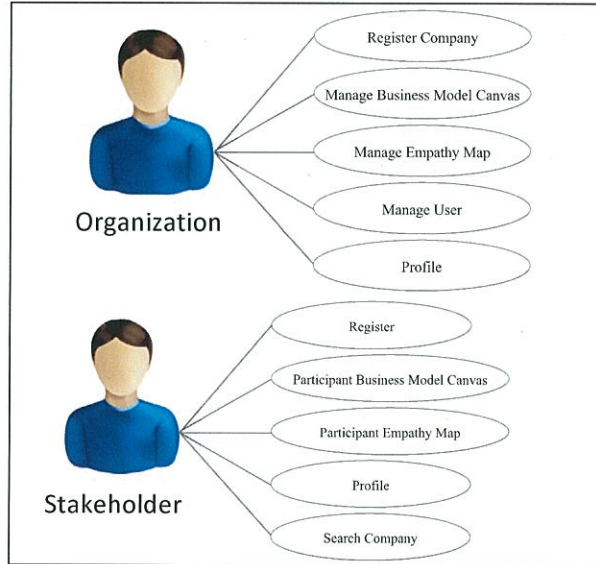 Register Company
Manage Business Model Canvas
Manage Empathy Map
Manage User
Profile
Organization
Register
Participant Business Model Canvas
Participant Empathy Map
Profile
Search Company
Stakeholder